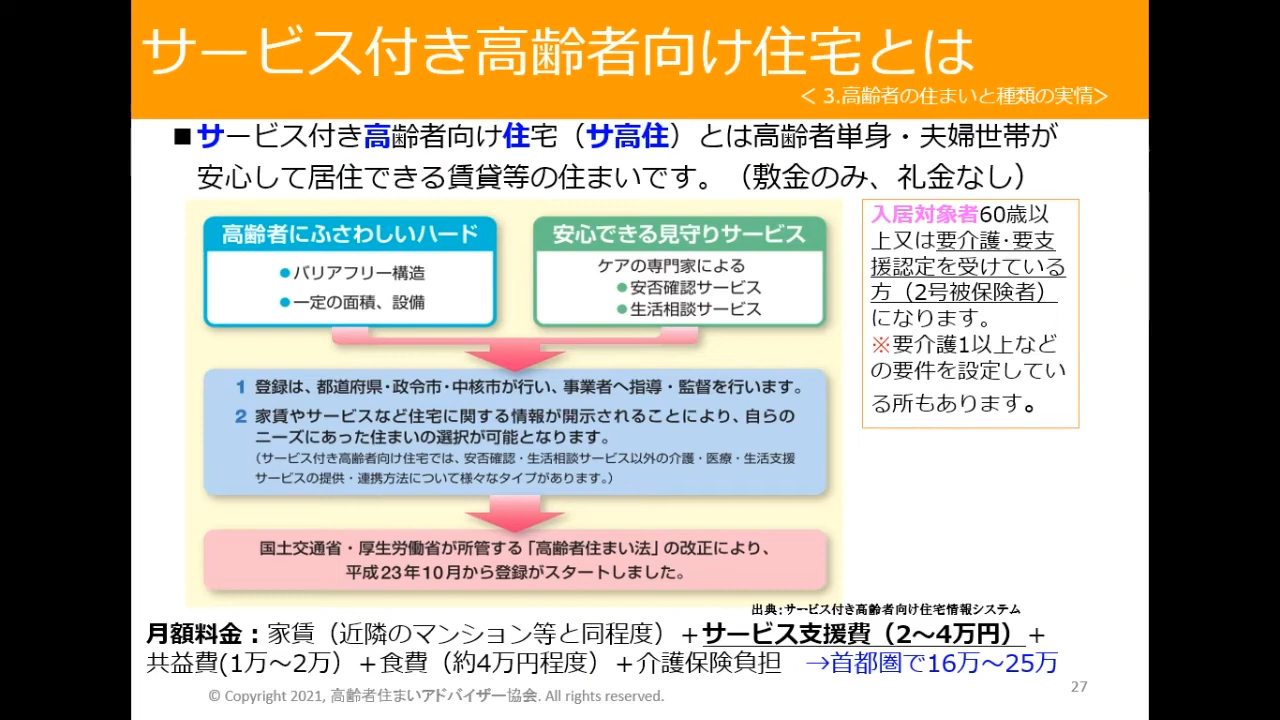 サービス付き高齢者向け住宅とは
< 3.高齢者の住まいと種類の実情>
■サービス付き高齢者向け住宅（サ高住）とは高齢者単身・夫婦世帯が
安心して居住できる賃貸等の住まいです。（敷金のみ、礼金なし）
高齢者にふさわしいハード
●バリアフリー構造
●一定の面積、設備
安心できる見守りサービス
ケアの専門家による
●安否確認サービス
●生活相談サービス
入居対象者60歳以
上又は要介護・要支
援認定を受けている
方（2号被保険者）
になります。
※要介護1以上など
の要件を設定してい
る所もあります。
1 登録は、都道府県・政令市・中核市が行い、事業者へ指導・監督を行います。
2 家賃やサービスなど住宅に関する情報が開示されることにより、自らの
ニーズにあった住まいの選択が可能となります。
（サービス付き高齢者向け住宅では、安否確認・生活相談サービス以外の介護・医療・生活支援
サービスの提供・連携方法について様々なタイプがあります。）
国土交通省・厚生労働省が所管する「高齢者住まい法」の改正により、
平成23年10月から登録がスタートしました。
出典：サービス付き高齢者向け住宅情報システム
月額料金：家賃（近隣のマンション等と同程度）＋サービス支援費（2～4万円）＋
共益費(1万～2万）＋食費（約4万円程度）＋介護保険負担　→首都圏で16万～25万
© Copyright 2021, 高齢者住まいアドバイザー協会. All rights reserved.
27